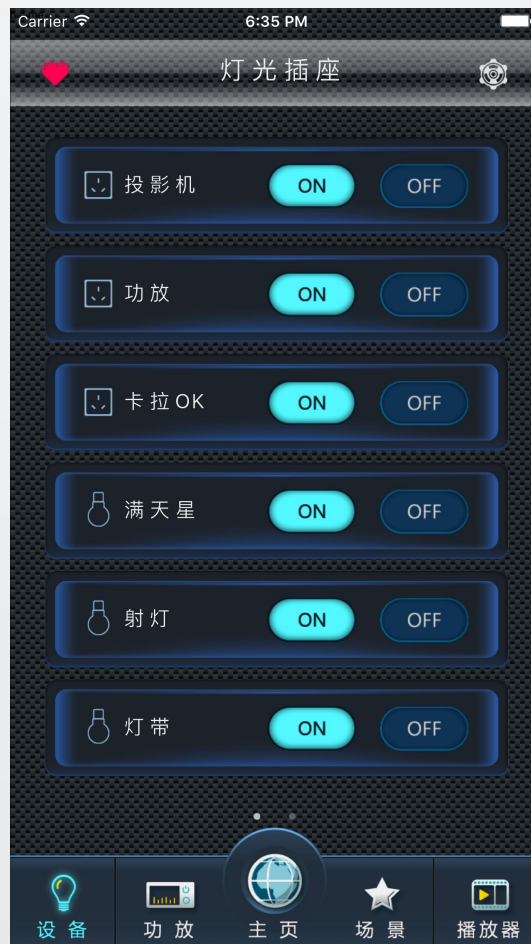 Carrier 6:35 PM
灯光插座
投影机 ON OFF
功放 ON OFF
卡拉OK ON OFF
满天星 ON OFF
射灯 ON OFF
灯带 ON OFF
设备 功放 主页 场景 播放器